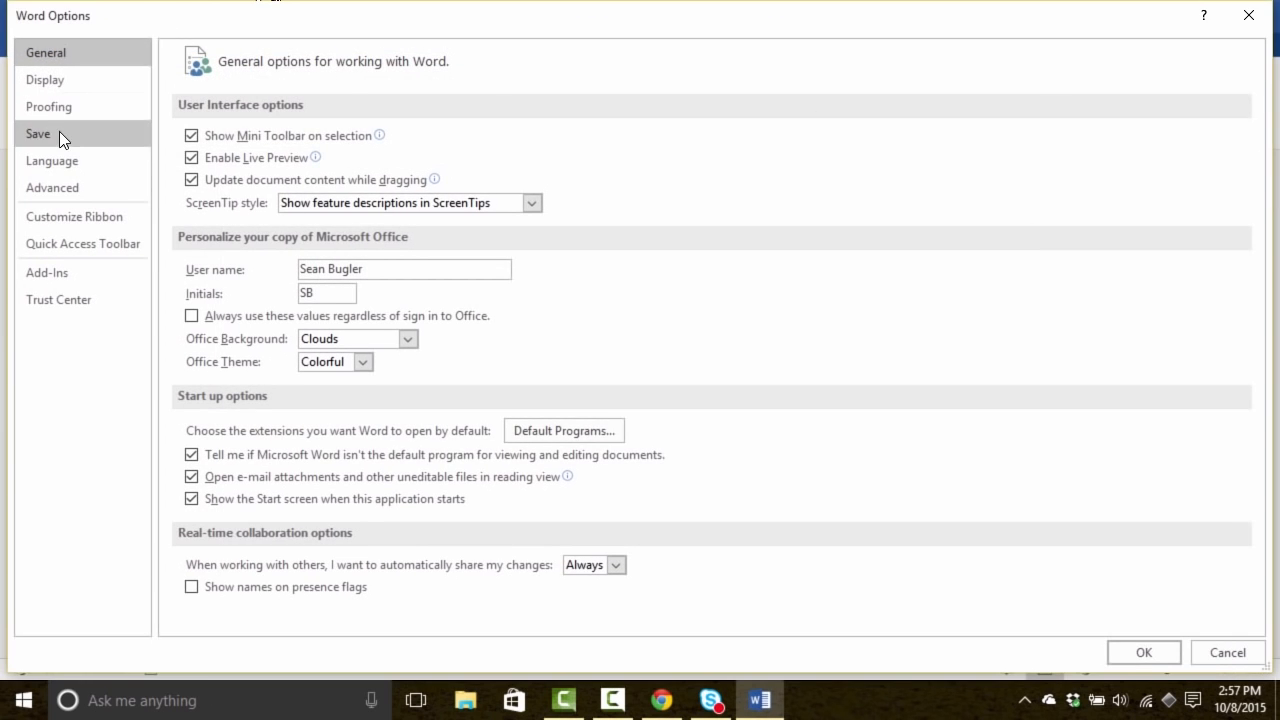 Word Options
?
General
Display
Proofing
Save
Language
Advanced
Customize Ribbon
Quick Access Toolbar
Add-Ins
Trust Center
General options for working with Word.
User Interface options
Show Mini Toolbar on selection
Enable Live Preview
Update document content while dragging
ScreenTip style: Show feature descriptions in ScreenTips
Personalize your copy of Microsoft Office
User name: Sean Bugler
Initials: SB
Always use these values regardless of sign in to Office.
Office Background: Clouds
Office Theme: Colorful
Start up options
Choose the extensions you want Word to open by default: Default Programs...
Tell me if Microsoft Word isn't the default program for viewing and editing documents.
Open e-mail attachments and other uneditable files in reading view
Show the Start screen when this application starts
Real-time collaboration options
When working with others, I want to automatically share my changes: Always
Show names on presence flags
OK Cancel
Ask me anything
2:57 PM
10/8/2015